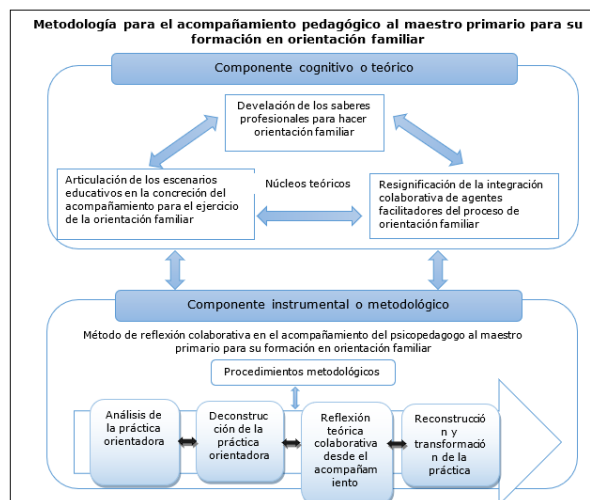 Metodología para el acompañamiento pedagógico al maestro primario para su
formación en orientación familiar
Componente cognitivo o teórico
Develación de los saberes
profesionales para hacer
orientación familiar
Articulación de los escenarios
educativos en la concreción del
acompañamiento para el ejercicio
de la orientación familiar
Núcleos teóricos
Resignificación de la integración
colaborativa de agentes
facilitadores del proceso de
orientación familiar
Componente instrumental o metodológico
Método de reflexión colaborativa en el acompañamiento del psicopedagogo al maestro
primario para su formación en orientación familiar
Procedimientos metodológicos
Análisis de
la práctica
orientadora
Deconstruc
ción de la
práctica
orientadora
Reflexión
teórica
colaborativa
desde el
acompañam
iento
Reconstrucció
n y
transformació
n de la
práctica